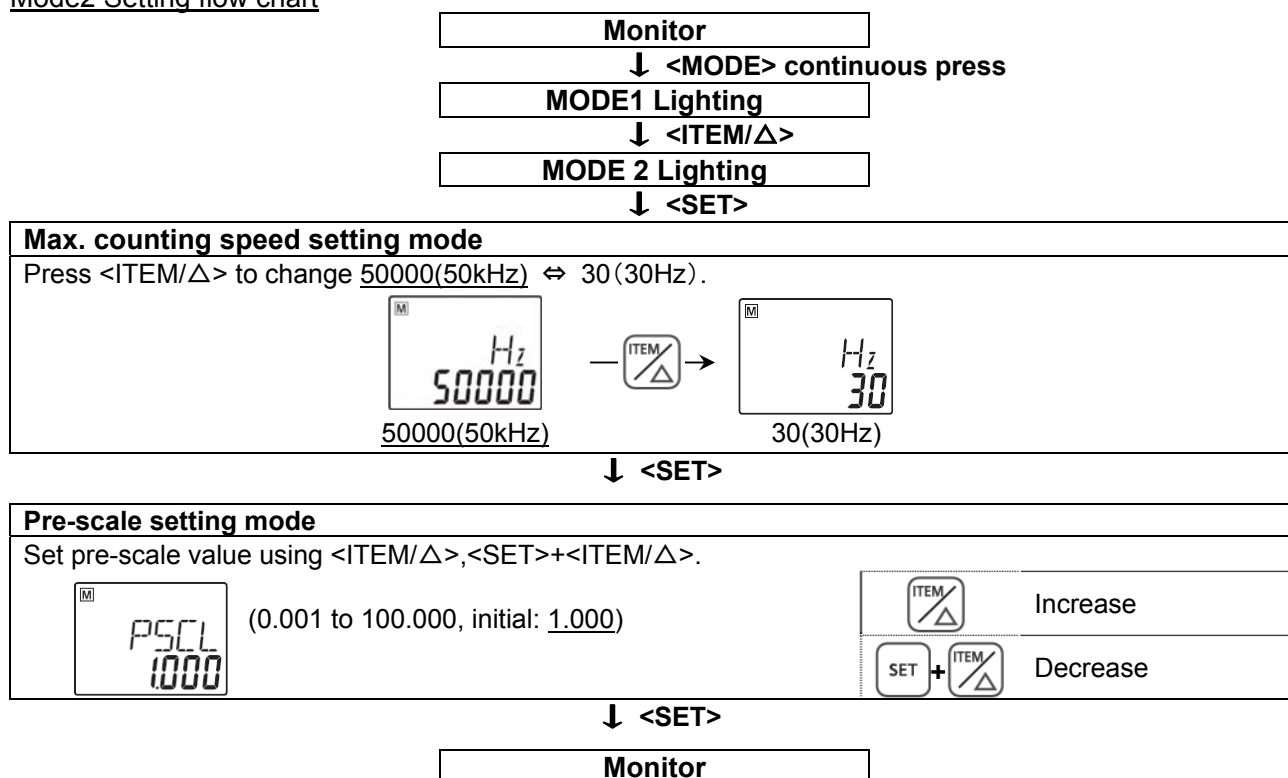 Mode2 Setting flow chart
Monitor
↓ <MODE> continuous press
MODE1 Lighting
↓ <ITEM/△>
MODE 2 Lighting
↓ <SET>
Max. counting speed setting mode
Press <ITEM/△> to change 50000(50kHz) ⇔ 30(30Hz).
M
Hz
50000
ITEM/△
M
Hz
30
50000(50kHz)
30(30Hz)
↓ <SET>
Pre-scale setting mode
Set pre-scale value using <ITEM/△>,<SET>+<ITEM/△>.
M
PSCL
1.000
(0.001 to 100.000, initial: 1.000)
ITEM/△ Increase
SET + ITEM/△ Decrease
↓ <SET>
Monitor